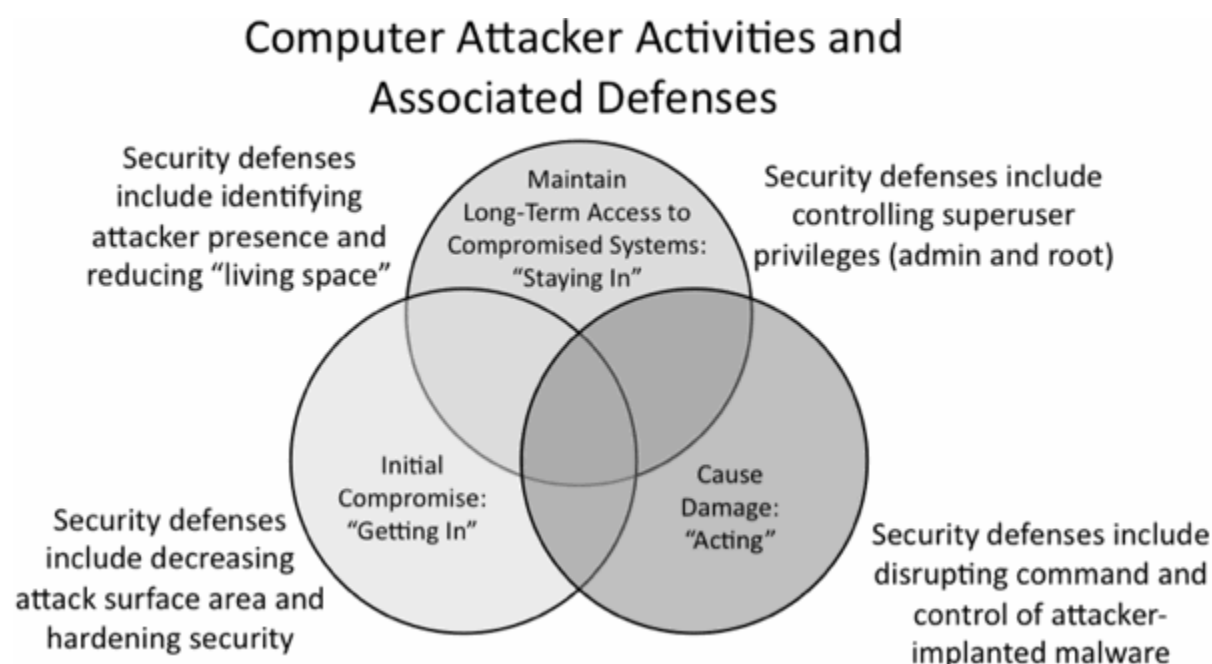 Computer Attacker Activities and
Associated Defenses
Security defenses
include identifying
attacker presence and
reducing “living space”
Maintain
Long-Term Access to
Compromised Systems:
“Staying In”
Security defenses include
controlling superuser
privileges (admin and root)
Initial
Compromise:
“Getting In”
Cause
Damage:
“Acting”
Security defenses
include decreasing
attack surface area and
hardening security
Security defenses include
disrupting command and
control of attacker-
implanted malware